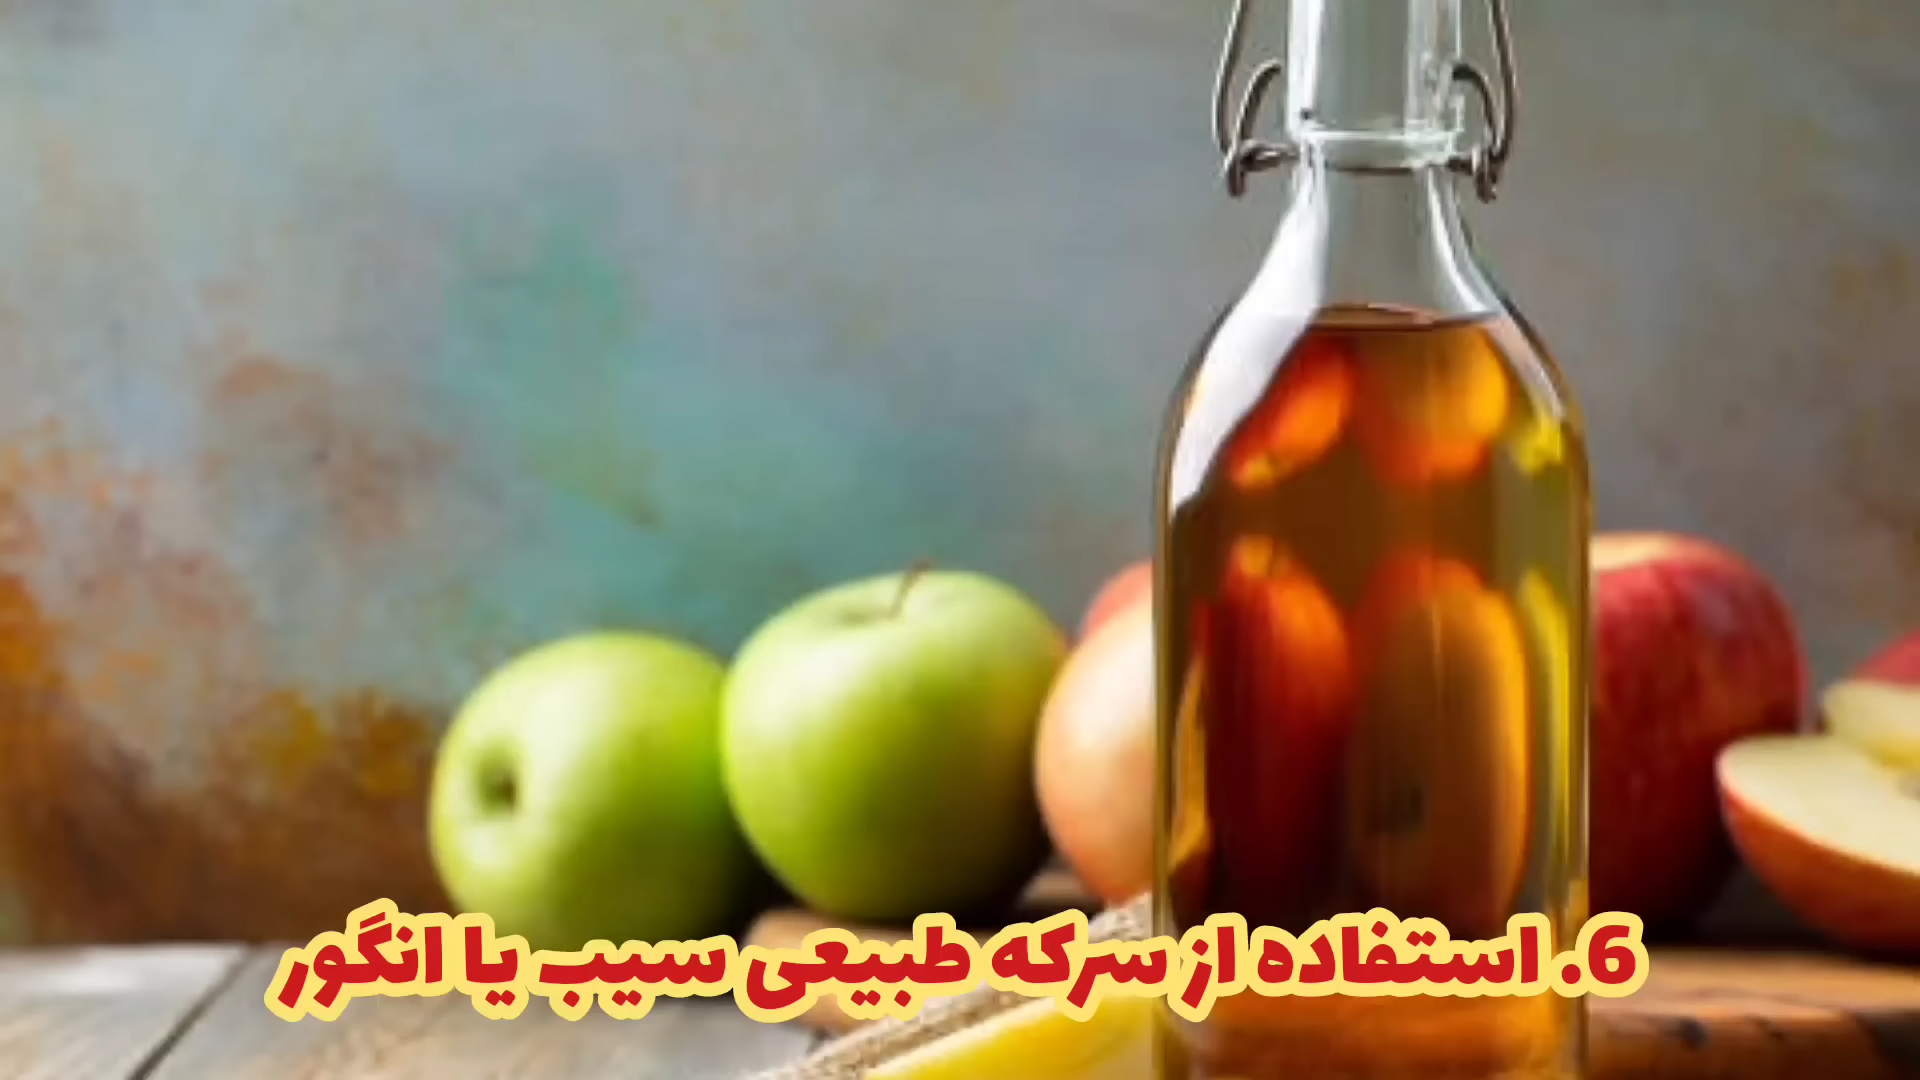 6. استفاده از سرکه طبیعی سیب یا انگور